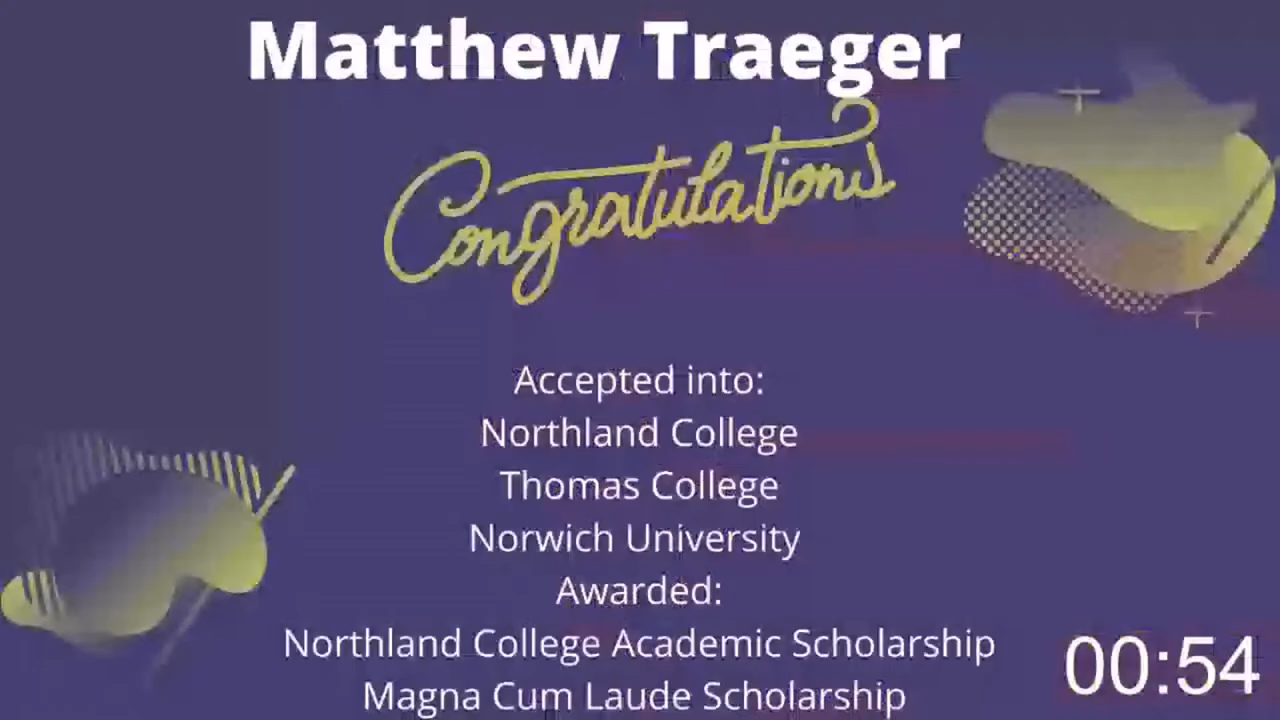 Matthew Traeger
Congratulations
Accepted into:
Northland College
Thomas College
Norwich University
Awarded:
Northland College Academic Scholarship
Magna Cum Laude Scholarship
00:54